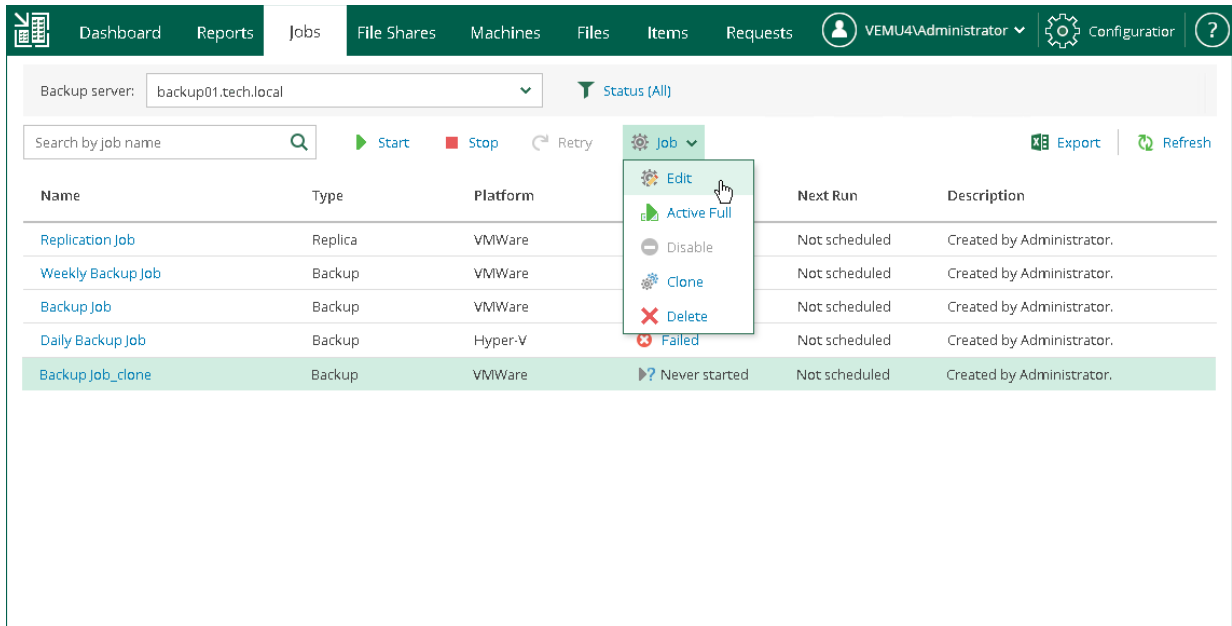 Dashboard Reports Jobs File Shares Machines Files Items Requests VEMU4\Administrator Configuration ?
Backup server: backup01.tech.local Status (All)
Search by job name Start Stop Retry Job Export Refresh
Edit
Name Type Platform Next Run Description
Active Full
Replication Job Replica VMWare Not scheduled Created by Administrator.
Disable
Weekly Backup Job Backup VMWare Not scheduled Created by Administrator.
Clone
Backup Job Backup VMWare Not scheduled Created by Administrator.
Delete
Daily Backup Job Backup Hyper-V Failed Not scheduled Created by Administrator.
Backup Job_clone Backup VMWare ? Never started Not scheduled Created by Administrator.